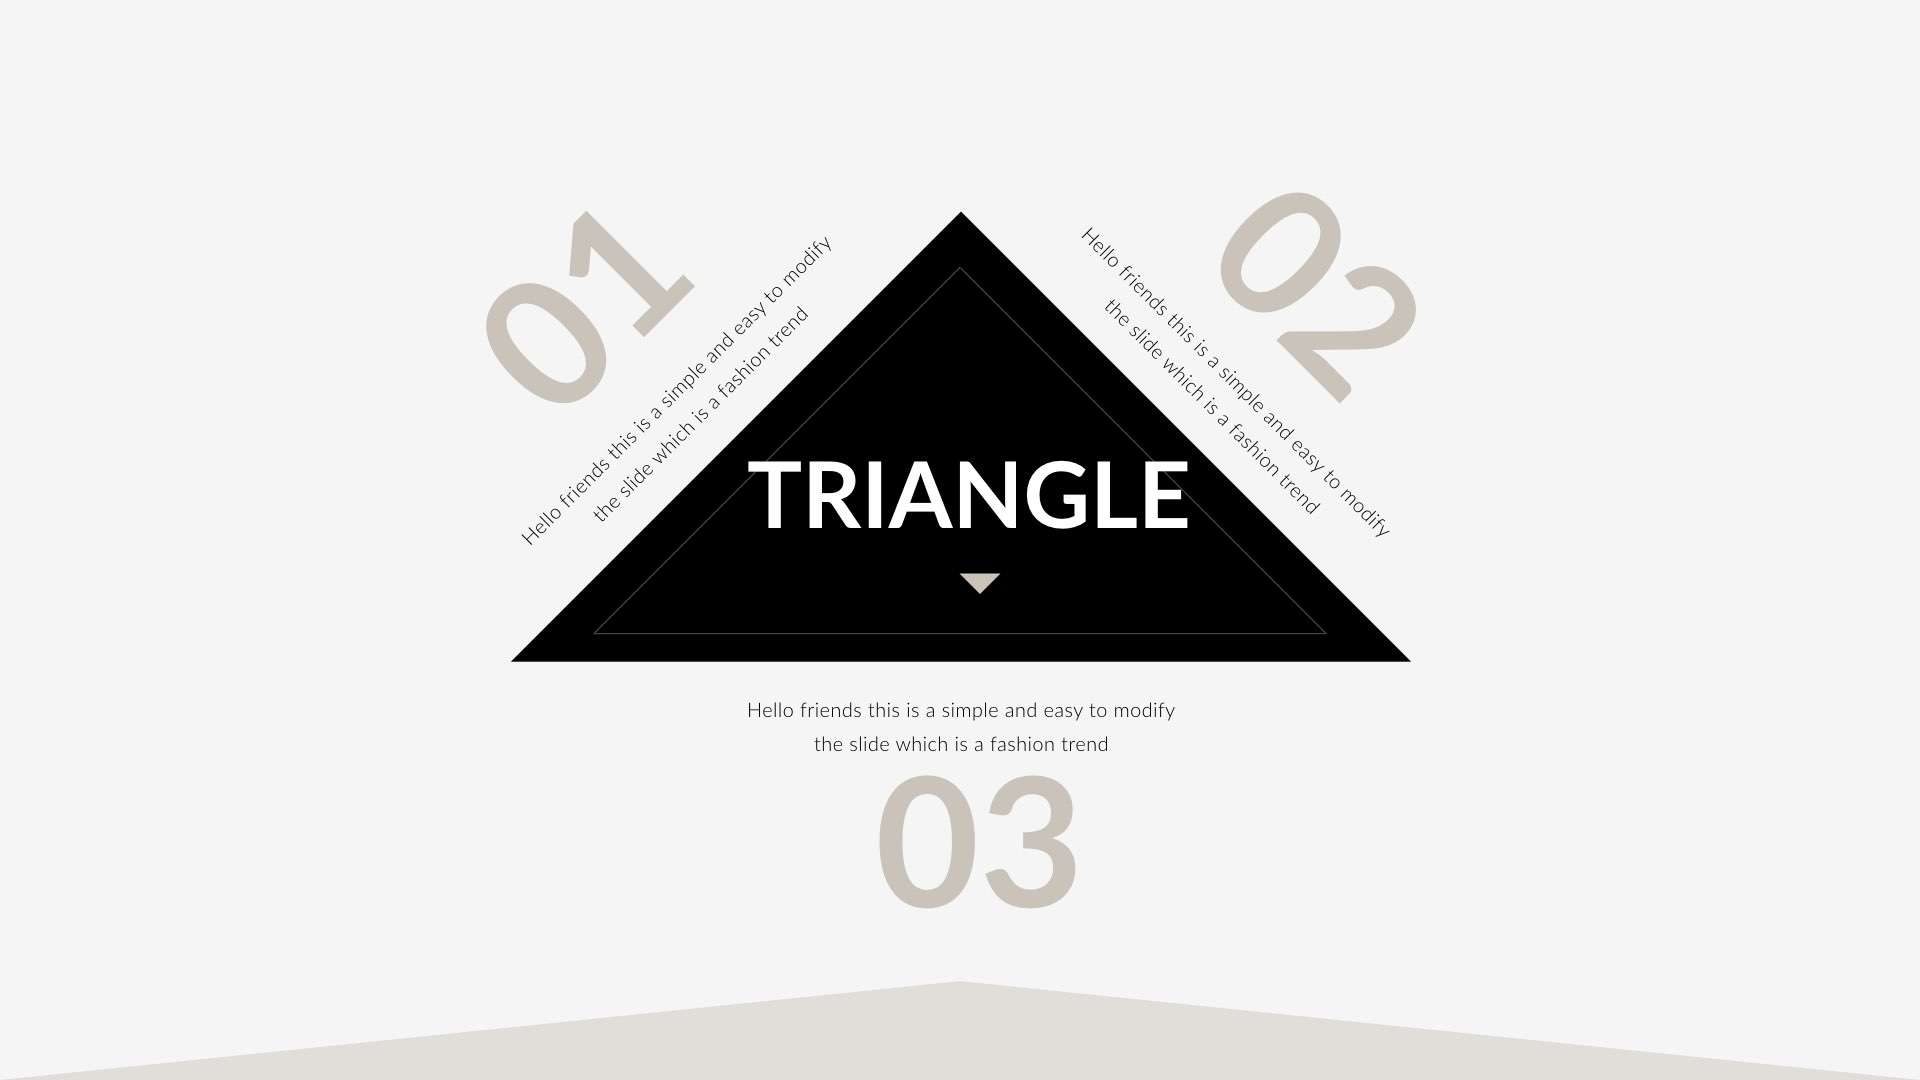 01
Hello friends this is a simple and easy to modify
the slide which is a fashion trend
02
Hello friends this is a simple and easy to modify
the slide which is a fashion trend
TRIANGLE
Hello friends this is a simple and easy to modify
the slide which is a fashion trend
03